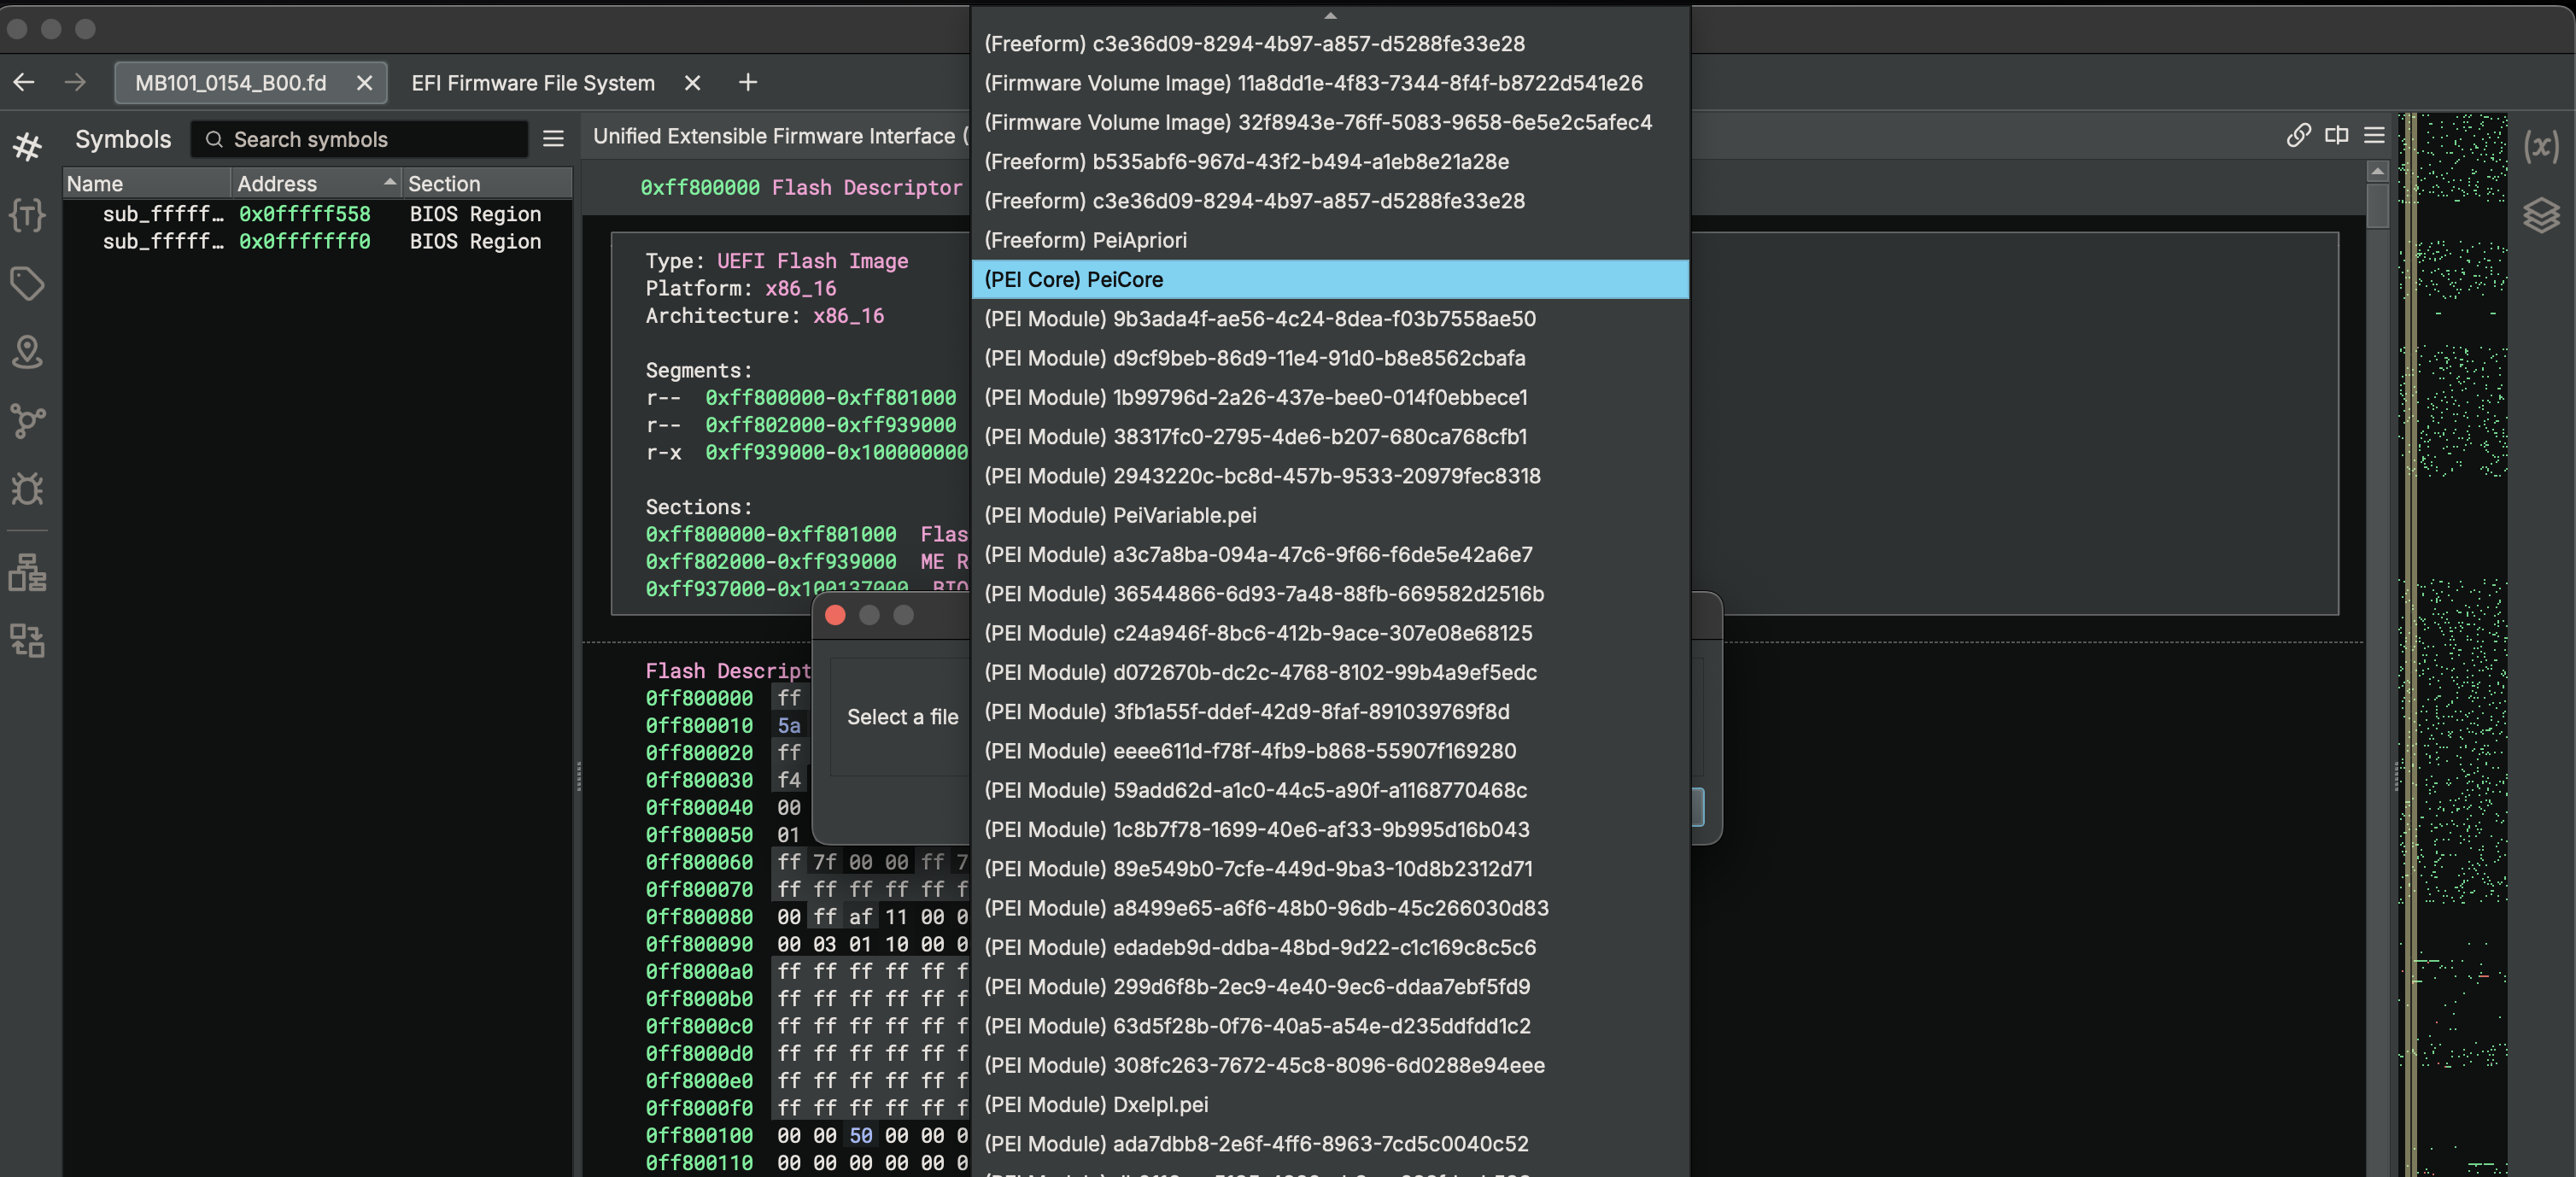 MB101_0154_B00.fd
EFI Firmware File System
Symbols
Search symbols
Name Address Section
sub_fffff… 0x0fffff558 BIOS Region
sub_fffff… 0x0fffffff0 BIOS Region
Unified Extensible Firmware Interface (
0xff800000 Flash Descriptor
Type: UEFI Flash Image
Platform: x86_16
Architecture: x86_16
Segments:
r-- 0xff800000-0xff801000
r-- 0xff802000-0xff939000
r-x 0xff939000-0x100000000
Sections:
0xff800000-0xff801000 Flas
0xff802000-0xff939000 ME R
0xff937000-0x100137000 BIO
Flash Descript
0ff800000 ff
0ff800010 5a
0ff800020 ff
0ff800030 f4
0ff800040 00
0ff800050 01
0ff800060 ff 7f 00 00 ff 7
0ff800070 ff ff ff ff ff f
0ff800080 00 ff af 11 00 0
0ff800090 00 03 01 10 00 0
0ff8000a0 ff ff ff ff ff f
0ff8000b0 ff ff ff ff ff f
0ff8000c0 ff ff ff ff ff f
0ff8000d0 ff ff ff ff ff f
0ff8000e0 ff ff ff ff ff f
0ff8000f0 ff ff ff ff ff f
0ff800100 00 00 50 00 00 0
0ff800110 00 00 00 00 00 0
Select a file
(Freeform) c3e36d09-8294-4b97-a857-d5288fe33e28
(Firmware Volume Image) 11a8dd1e-4f83-7344-8f4f-b8722d541e26
(Firmware Volume Image) 32f8943e-76ff-5083-9658-6e5e2c5afec4
(Freeform) b535abf6-967d-43f2-b494-a1eb8e21a28e
(Freeform) c3e36d09-8294-4b97-a857-d5288fe33e28
(Freeform) PeiApriori
(PEI Core) PeiCore
(PEI Module) 9b3ada4f-ae56-4c24-8dea-f03b7558ae50
(PEI Module) d9cf9beb-86d9-11e4-91d0-b8e8562cbafa
(PEI Module) 1b99796d-2a26-437e-bee0-014f0ebbece1
(PEI Module) 38317fc0-2795-4de6-b207-680ca768cfb1
(PEI Module) 2943220c-bc8d-457b-9533-20979fec8318
(PEI Module) PeiVariable.pei
(PEI Module) a3c7a8ba-094a-47c6-9f66-f6de5e42a6e7
(PEI Module) 36544866-6d93-7a48-88fb-669582d2516b
(PEI Module) c24a946f-8bc6-412b-9ace-307e08e68125
(PEI Module) d072670b-dc2c-4768-8102-99b4a9ef5edc
(PEI Module) 3fb1a55f-ddef-42d9-8faf-891039769f8d
(PEI Module) eeee611d-f78f-4fb9-b868-55907f169280
(PEI Module) 59add62d-a1c0-44c5-a90f-a1168770468c
(PEI Module) 1c8b7f78-1699-40e6-af33-9b995d16b043
(PEI Module) 89e549b0-7cfe-449d-9ba3-10d8b2312d71
(PEI Module) a8499e65-a6f6-48b0-96db-45c266030d83
(PEI Module) edadeb9d-ddba-48bd-9d22-c1c169c8c5c6
(PEI Module) 299d6f8b-2ec9-4e40-9ec6-ddaa7ebf5fd9
(PEI Module) 63d5f28b-0f76-40a5-a54e-d235ddfdd1c2
(PEI Module) 308fc263-7672-45c8-8096-6d0288e94eee
(PEI Module) DxeIpl.pei
(PEI Module) ada7dbb8-2e6f-4ff6-8963-7cd5c0040c52